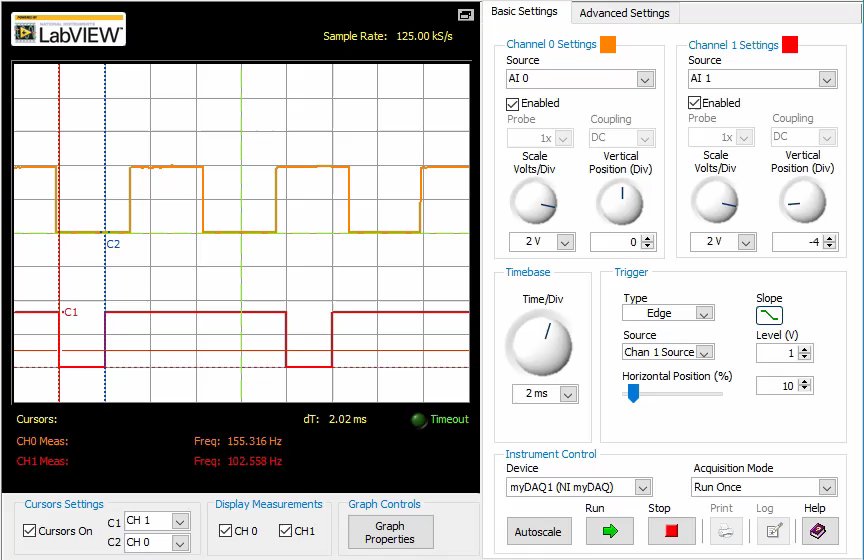 POWERED BY
NATIONAL INSTRUMENTS
LabVIEW™
Sample Rate: 125.00 kS/s
C2
C1
Cursors:
dT: 2.02 ms
Timeout
CH0 Meas:
Freq: 155.316 Hz
CH1 Meas:
Freq: 102.558 Hz
Cursors Settings
Cursors On
C1
CH 1
C2
CH 0
Display Measurements
CH 0
CH1
Graph Controls
Graph
Properties
Basic Settings
Advanced Settings
Channel 0 Settings
Source
AI 0
Enabled
Probe
Coupling
1x
DC
Scale
Volts/Div
Vertical
Position (Div)
2 V
0
Channel 1 Settings
Source
AI 1
Enabled
Probe
Coupling
1x
DC
Scale
Volts/Div
Vertical
Position (Div)
2 V
-4
Timebase
Time/Div
2 ms
Trigger
Type
Edge
Slope
Source
Chan 1 Source
Level (V)
1
Horizontal Position (%)
10
Instrument Control
Device
myDAQ1 (NI myDAQ)
Acquisition Mode
Run Once
Autoscale
Run
Stop
Print
Log
Help